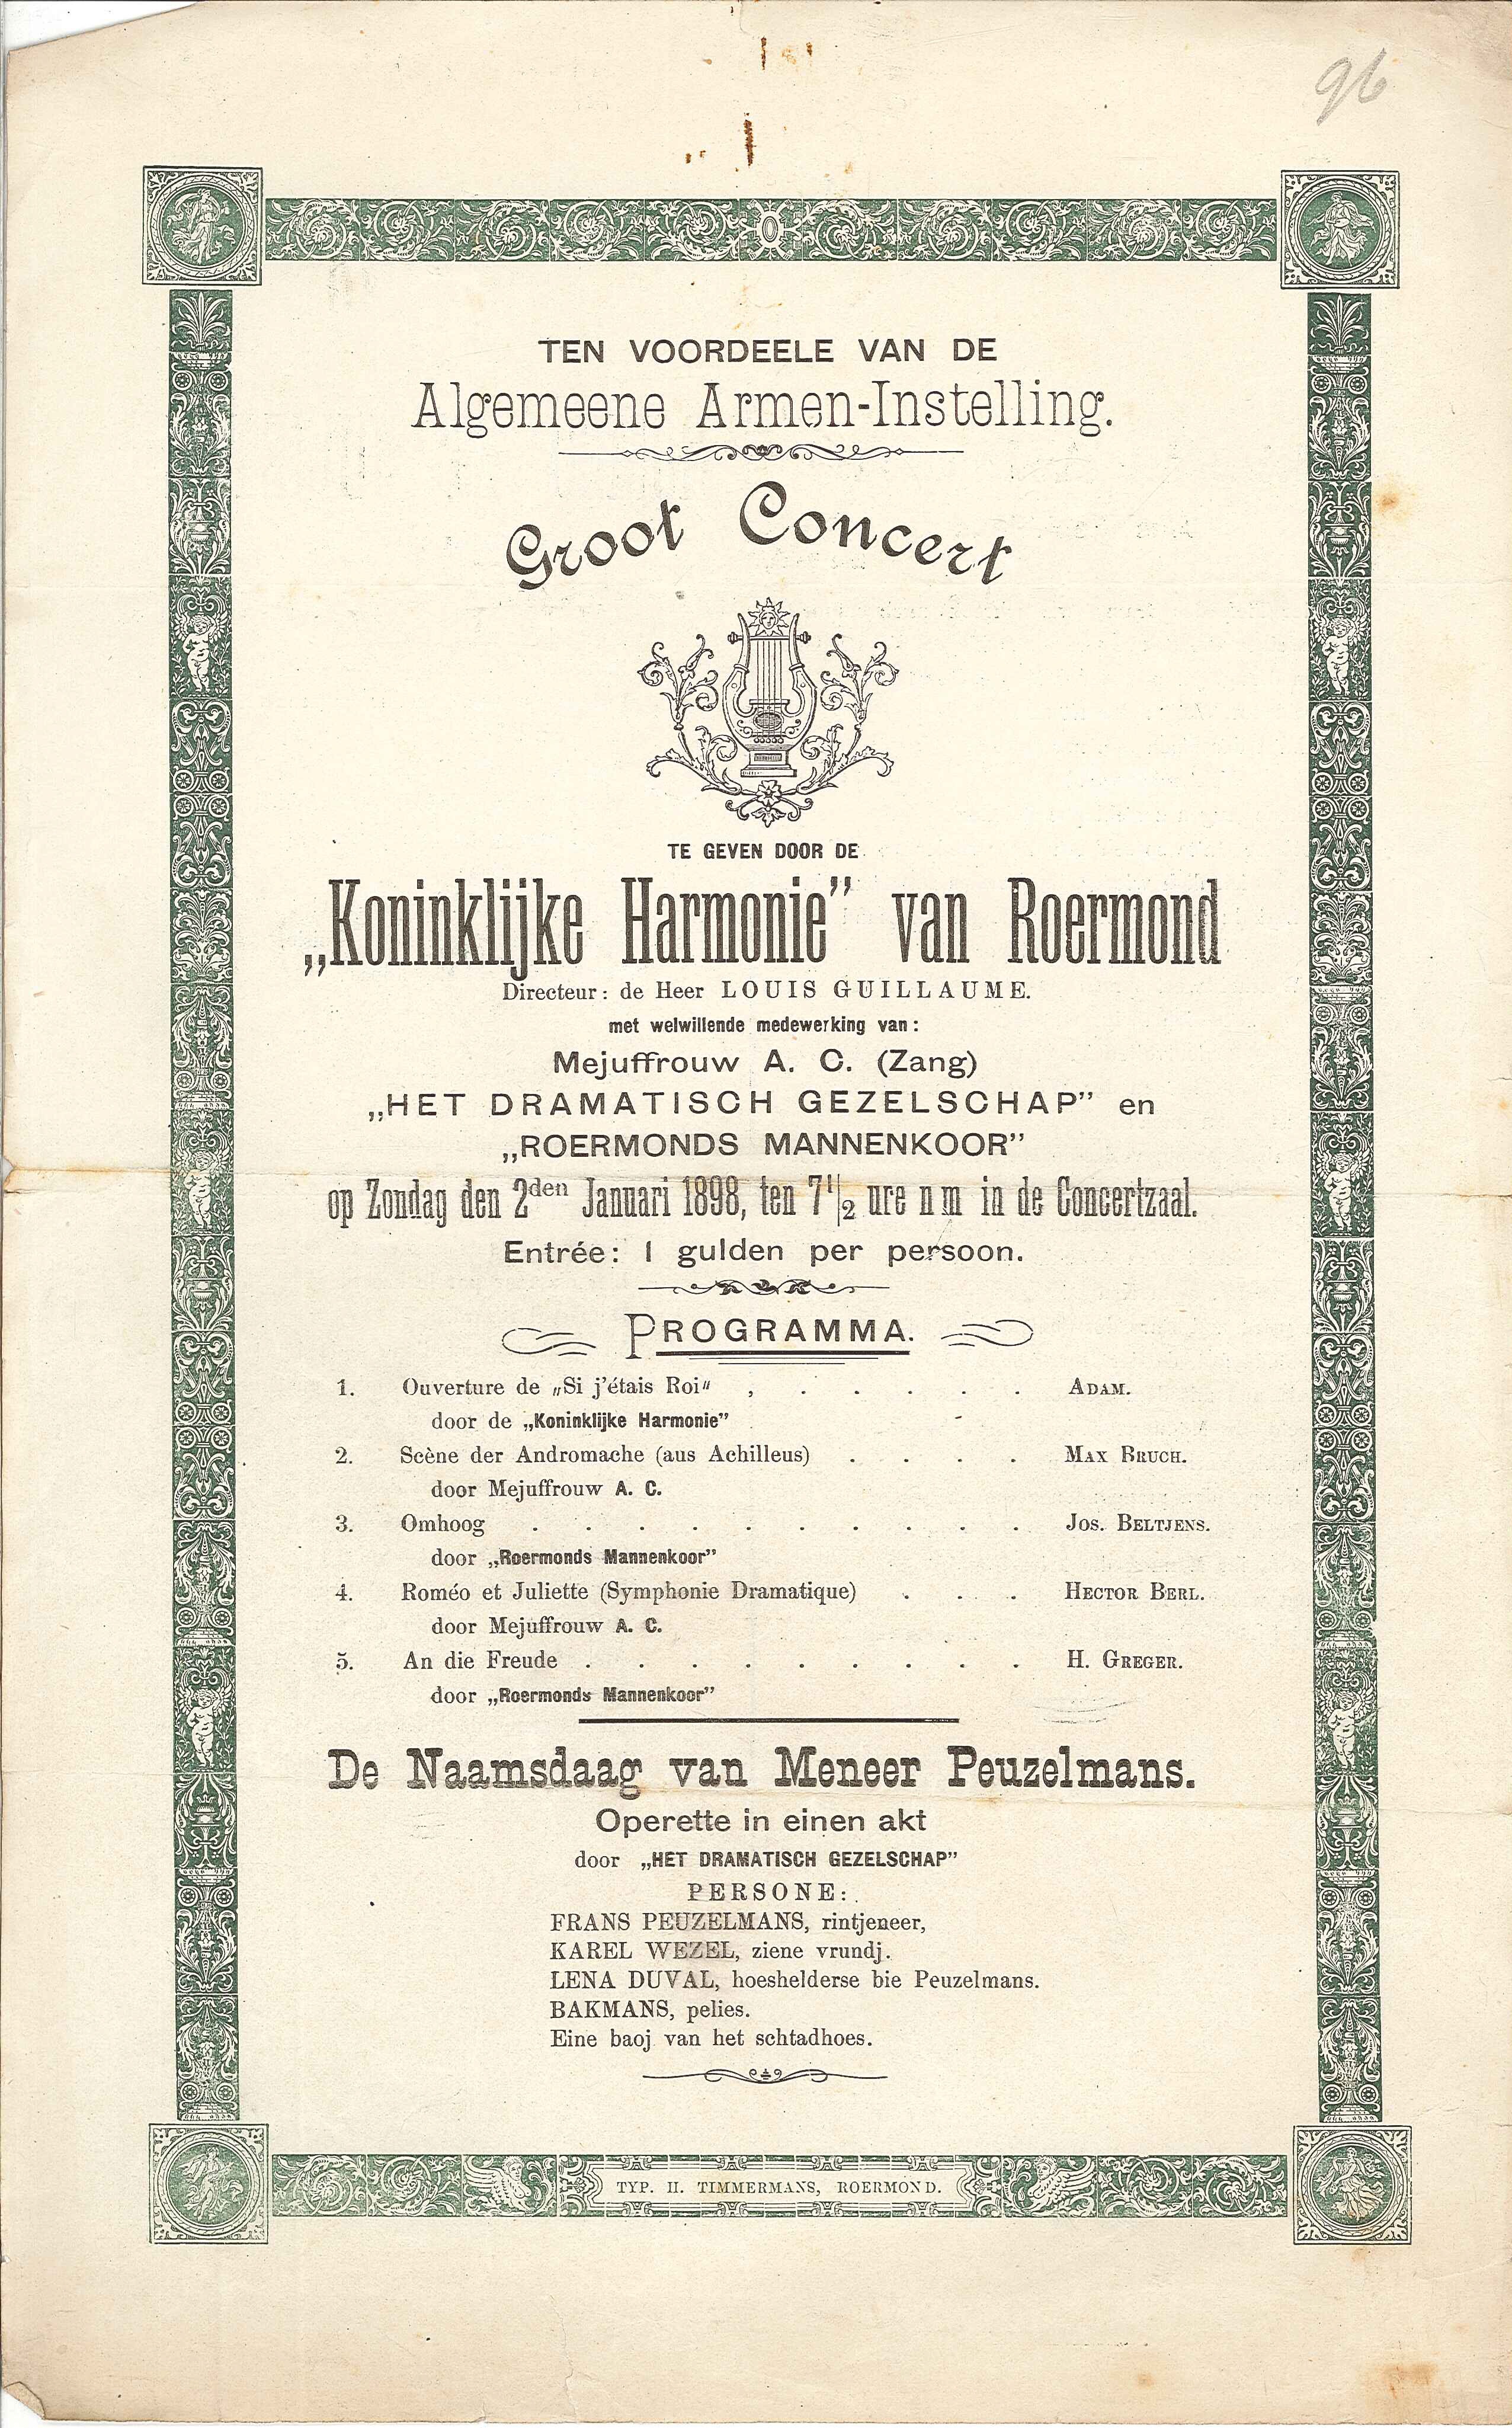 96
TEN VOORDEELE VAN DE
Algemeene Armen-Instelling.
Groot Concert
TE GEVEN DOOR DE
„Koninklijke Harmonie” van Roermond
Directeur: de Heer LOUIS GUILLAUME.
met welwillende medewerking van:
Mejuffrouw A. C. (Zang)
„HET DRAMATISCH GEZELSCHAP” en
„ROERMONDS MANNENKOOR”
op Zondag den 2den Januari 1898, ten 7 1/2 ure n m in de Concertzaal.
Entrée: 1 gulden per persoon.
PROGRAMMA.
1. Ouverture de „Si j'étais Roi" , . . . . . ADAM.
door de „Koninklijke Harmonie”
2. Scène der Andromache (aus Achilleus) . . . . MAX BRUCH.
door Mejuffrouw A. C.
3. Omhoog . . . . . . . . . . JOS. BELTJENS.
door „Roermonds Mannenkoor”
4. Roméo et Juliette (Symphonie Dramatique) . . . HECTOR BERL.
door Mejuffrouw A. C.
5. An die Freude . . . . . . . . . H. GREGER.
door „Roermonds Mannenkoor”
De Naamsdaag van Meneer Peuzelmans.
Operette in einen akt
door „HET DRAMATISCH GEZELSCHAP”
PERSONE:
FRANS PEUZELMANS, rintjeneer,
KAREL WEZEL, ziene vrundj.
LENA DUVAL, hoeshelderse bie Peuzelmans.
BAKMANS, pelies.
Eine baoj van het schtadhoes.
TYP. H. TIMMERMANS, ROERMOND.